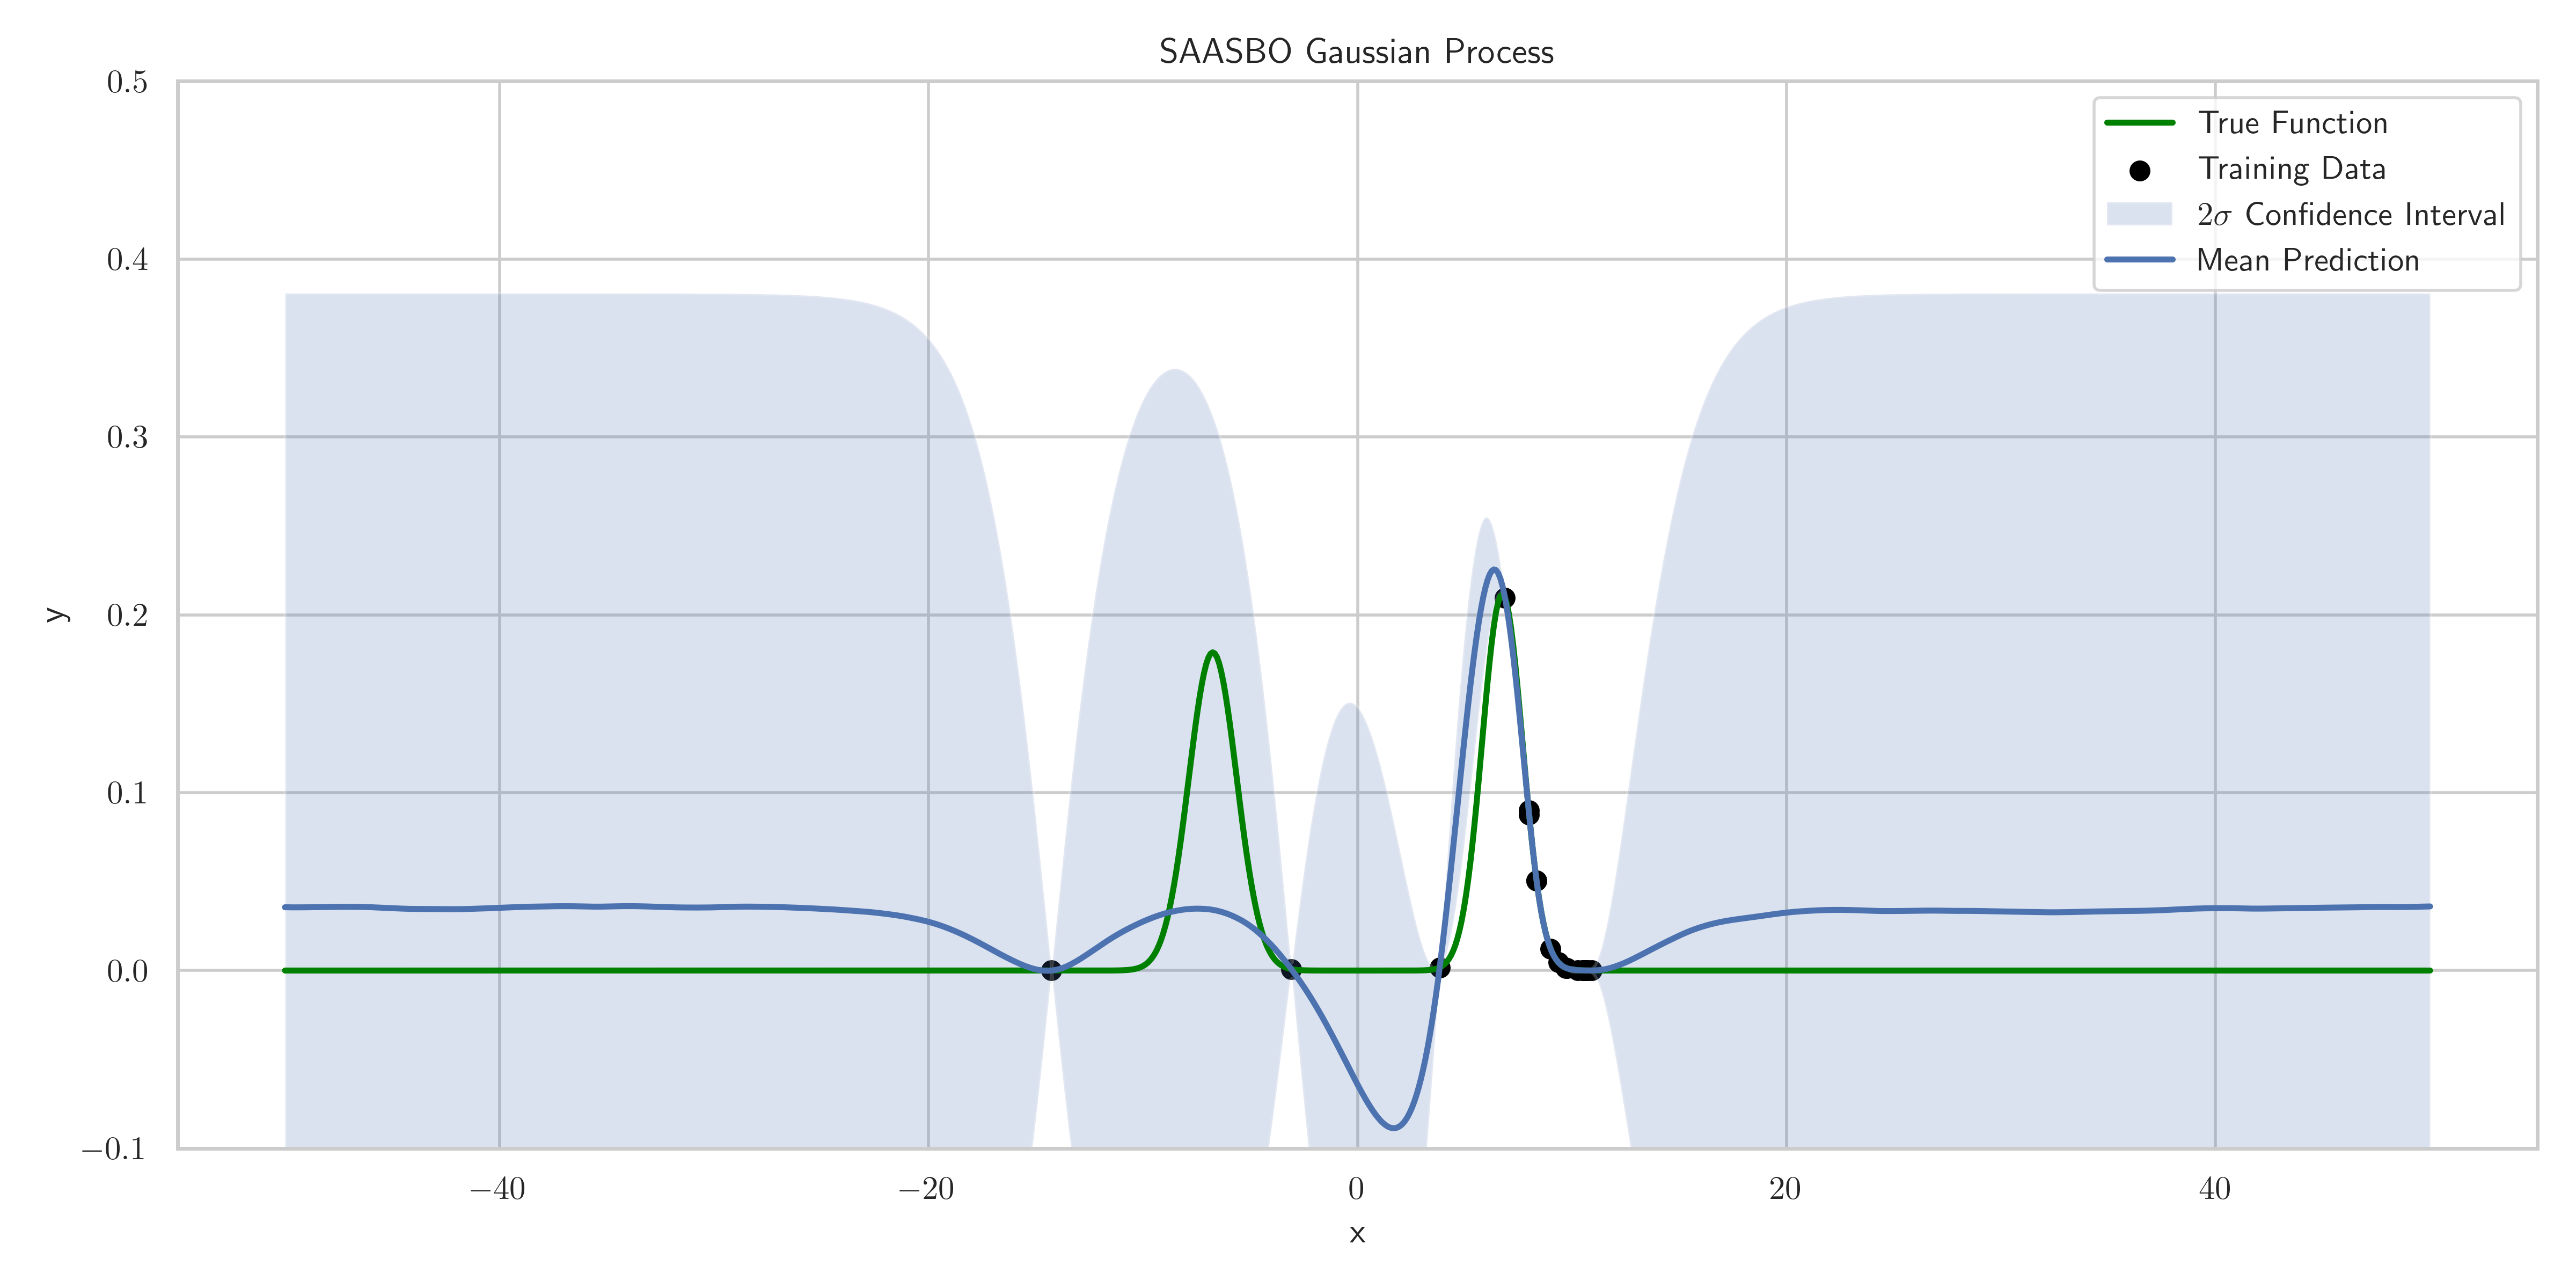 SAASBO Gaussian Process
0.5
0.4
0.3
0.2
0.1
0.0
−0.1
y
True Function
Training Data
2σ Confidence Interval
Mean Prediction
−40
−20
0
20
40
x